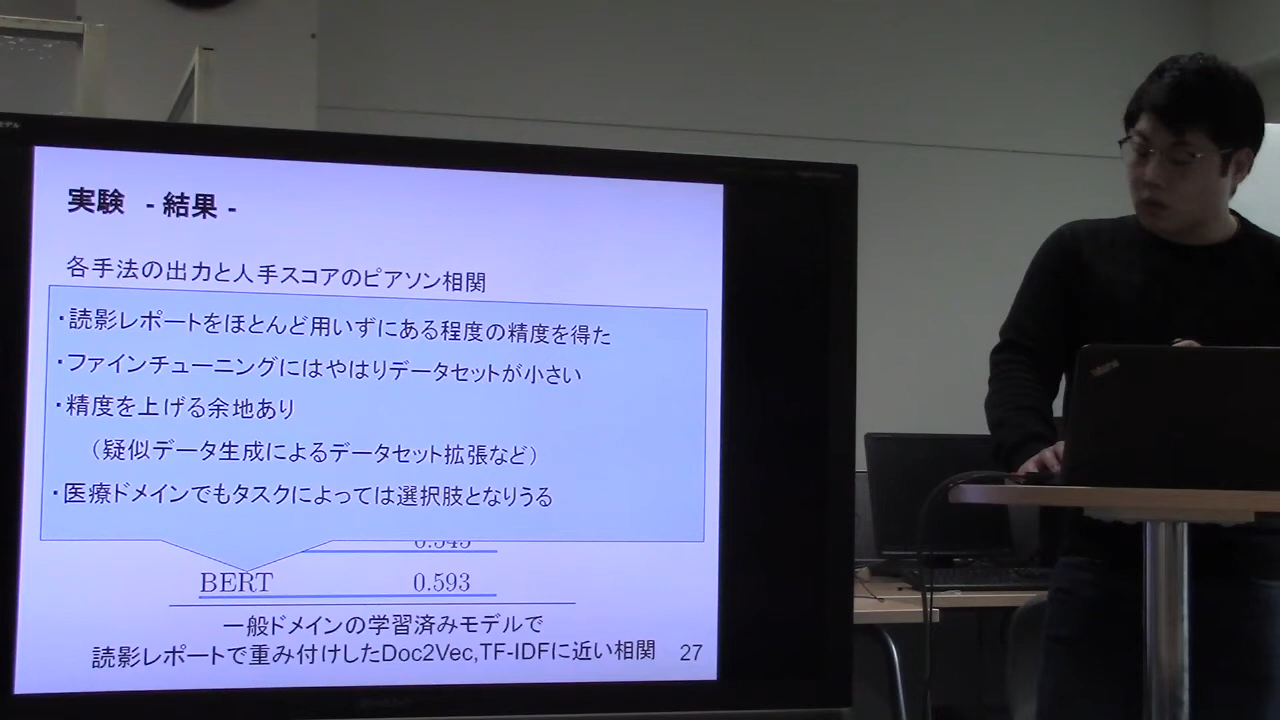 実験 - 結果 -
各手法の出力と人手スコアのピアソン相関
・読影レポートをほとんど用いずにある程度の精度を得た
・ファインチューニングにはやはりデータセットが小さい
・精度を上げる余地あり
（疑似データ生成によるデータセット拡張など）
・医療ドメインでもタスクによっては選択肢となりうる
BERT 0.593
一般ドメインの学習済みモデルで
読影レポートで重み付けしたDoc2Vec,TF-IDFに近い相関 27